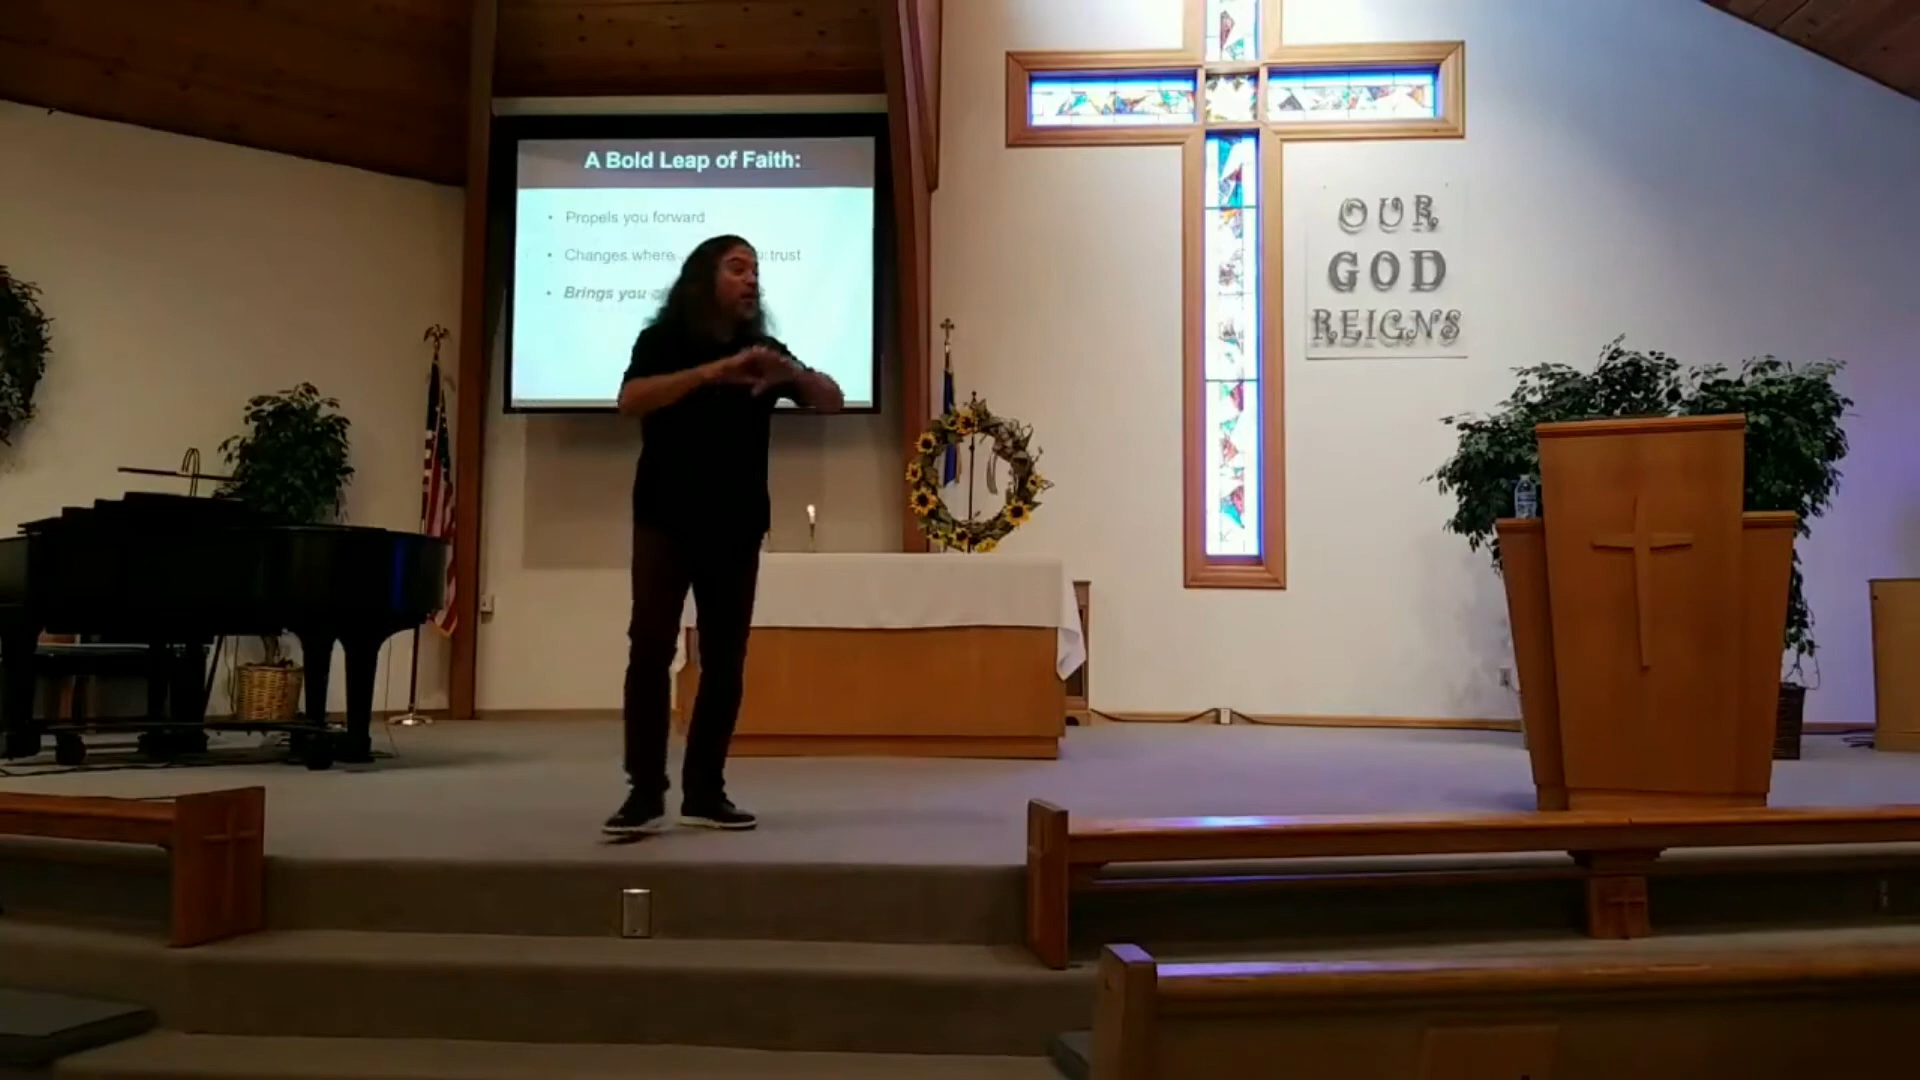 A Bold Leap of Faith:
• Propels you forward
• Changes where trust
• Brings you
OUR
GOD
REIGNS